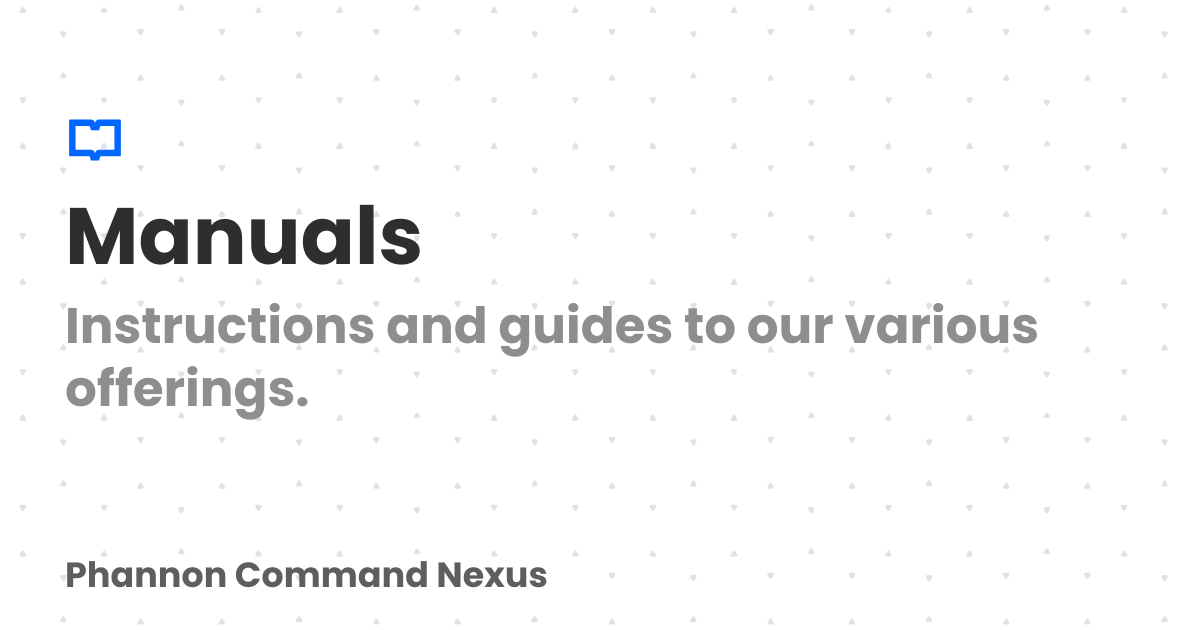 Manuals
Instructions and guides to our various
offerings.
Phannon Command Nexus